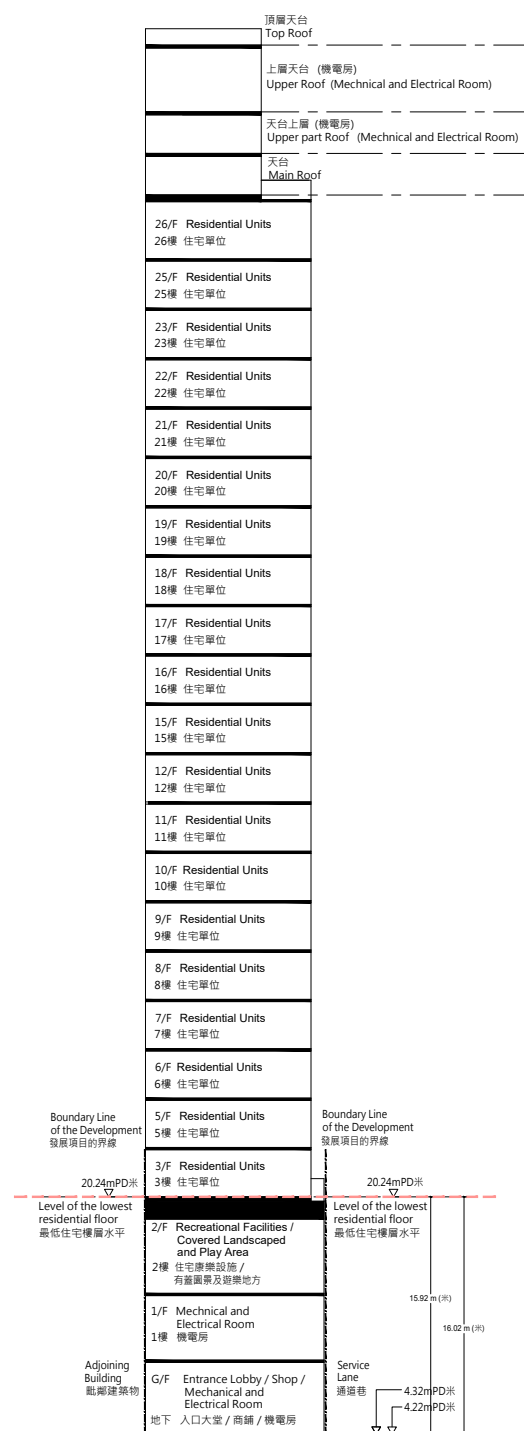 頂層天台
Top Roof
上層天台 (機電房)
Upper Roof (Mechnical and Electrical Room)
天台上層 (機電房)
Upper part Roof (Mechnical and Electrical Room)
天台
Main Roof
26/F Residential Units
26樓 住宅單位
25/F Residential Units
25樓 住宅單位
23/F Residential Units
23樓 住宅單位
22/F Residential Units
22樓 住宅單位
21/F Residential Units
21樓 住宅單位
20/F Residential Units
20樓 住宅單位
19/F Residential Units
19樓 住宅單位
18/F Residential Units
18樓 住宅單位
17/F Residential Units
17樓 住宅單位
16/F Residential Units
16樓 住宅單位
15/F Residential Units
15樓 住宅單位
12/F Residential Units
12樓 住宅單位
11/F Residential Units
11樓 住宅單位
10/F Residential Units
10樓 住宅單位
9/F Residential Units
9樓 住宅單位
8/F Residential Units
8樓 住宅單位
7/F Residential Units
7樓 住宅單位
6/F Residential Units
6樓 住宅單位
Boundary Line
of the Development
發展項目的界線
5/F Residential Units
5樓 住宅單位
Boundary Line
of the Development
發展項目的界線
3/F Residential Units
3樓 住宅單位
20.24mPD米
20.24mPD米
Level of the lowest
residential floor
最低住宅樓層水平
Level of the lowest
residential floor
最低住宅樓層水平
2/F Recreational Facilities /
Covered Landscaped
and Play Area
2樓 住宅康樂設施 /
有蓋園景及遊樂地方
15.92 m (米)
16.02 m (米)
1/F Mechnical and
Electrical Room
1樓 機電房
Adjoining
Building
毗鄰建築物
G/F Entrance Lobby / Shop /
Mechanical and
Electrical Room
地下 入口大堂 / 商鋪 / 機電房
Service
Lane
通道巷
4.32mPD米
4.22mPD米